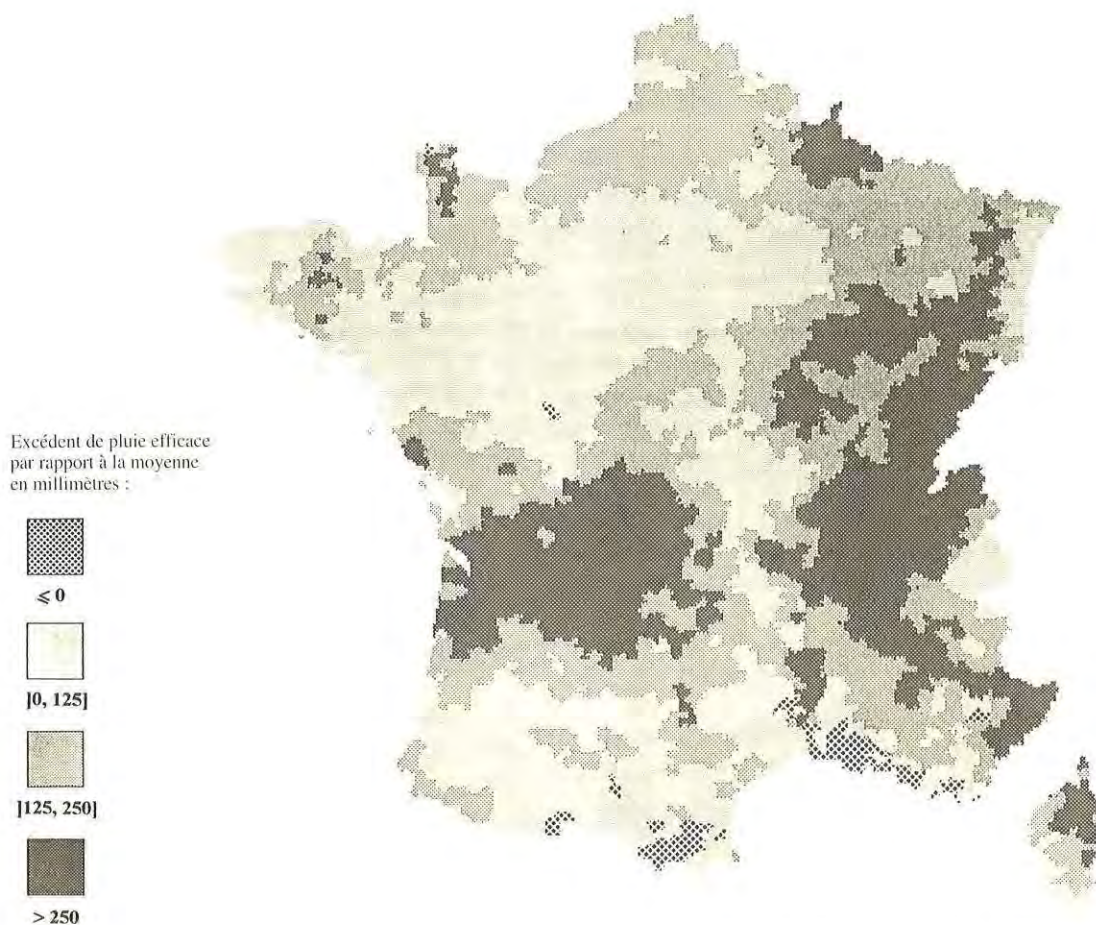 Excédent de pluie efficace
par rapport à la moyenne
en millimètres :
⩽ 0
]0, 125]
]125, 250]
> 250